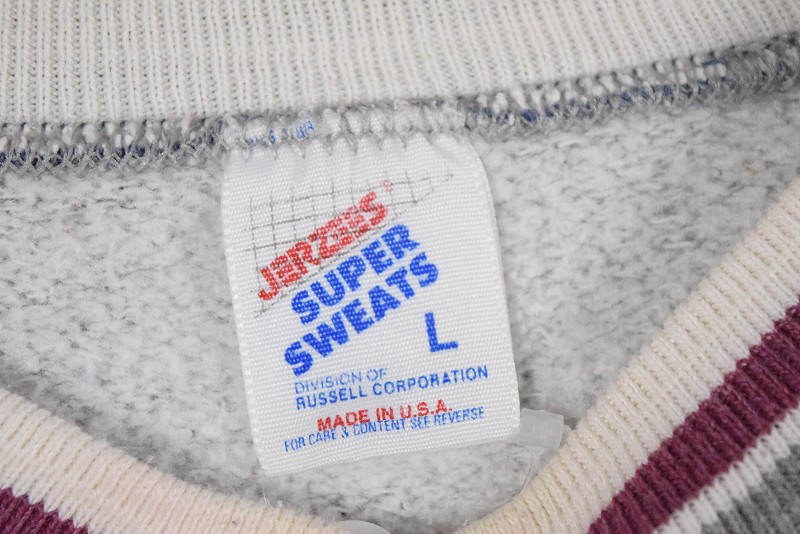 JERZEES®
SUPER
SWEATS
L
DIVISION OF
RUSSELL CORPORATION
MADE IN U.S.A.
FOR CARE & CONTENT SEE REVERSE